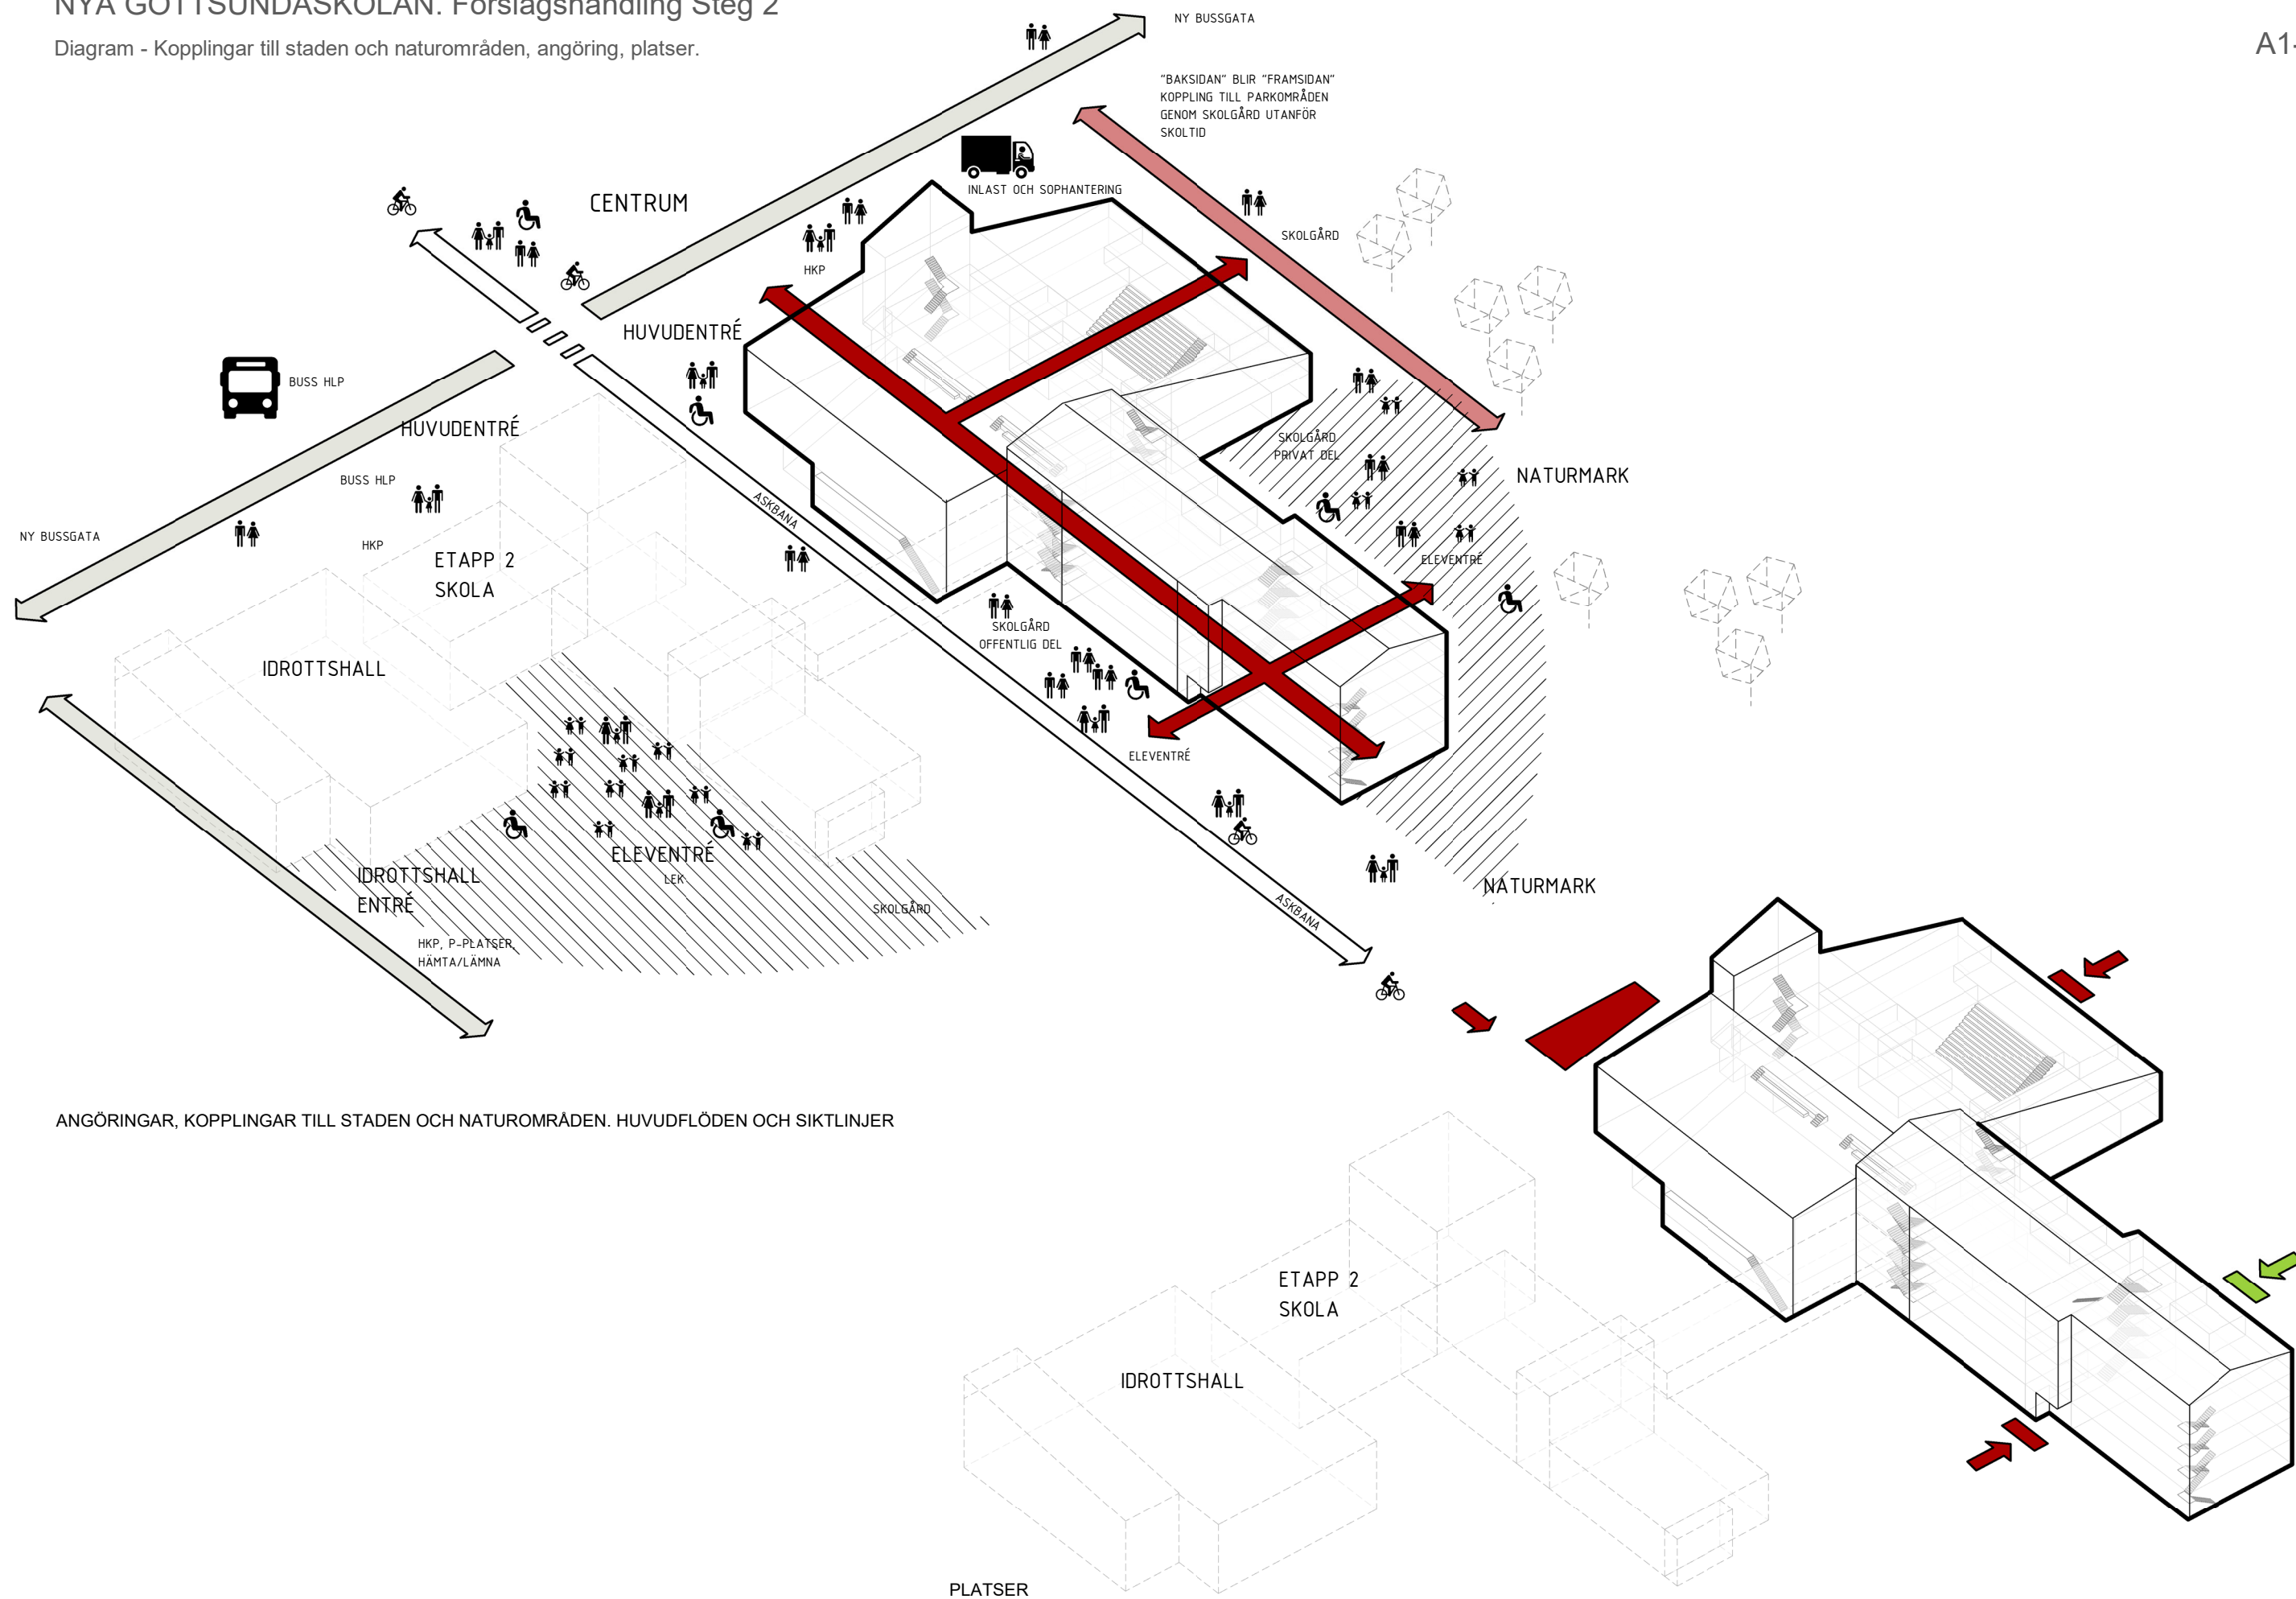 NYA GOTTSUNDASKOLAN. Förslagshandling Steg 2
Diagram - Kopplingar till staden och naturområden, angöring, platser.
A1-
NY BUSSGATA
"BAKSIDAN" BLIR "FRAMSIDAN"
KOPPLING TILL PARKOMRÅDEN
GENOM SKOLGÅRD UTANFÖR
SKOLTID
INLAST OCH SOPHANTERING
CENTRUM
SKOLGÅRD
HKP
HUVUDENTRÉ
BUSS HLP
HUVUDENTRÉ
SKOLGÅRD
PRIVAT DEL
NATURMARK
BUSS HLP
ASKBANA
NY BUSSGATA
HKP
ETAPP 2
SKOLA
ELEVENTRÉ
SKOLGÅRD
OFFENTLIG DEL
IDROTTSHALL
ELEVENTRÉ
ELEVENTRÉ
LEK
IDROTTSHALL
ENTRÉ
SKOLGÅRD
NATURMARK
ASKBANA
HKP, P-PLATSER,
HÄMTA/LÄMNA
ANGÖRINGAR, KOPPLINGAR TILL STADEN OCH NATUROMRÅDEN. HUVUDFLÖDEN OCH SIKTLINJER
ETAPP 2
SKOLA
IDROTTSHALL
PLATSER